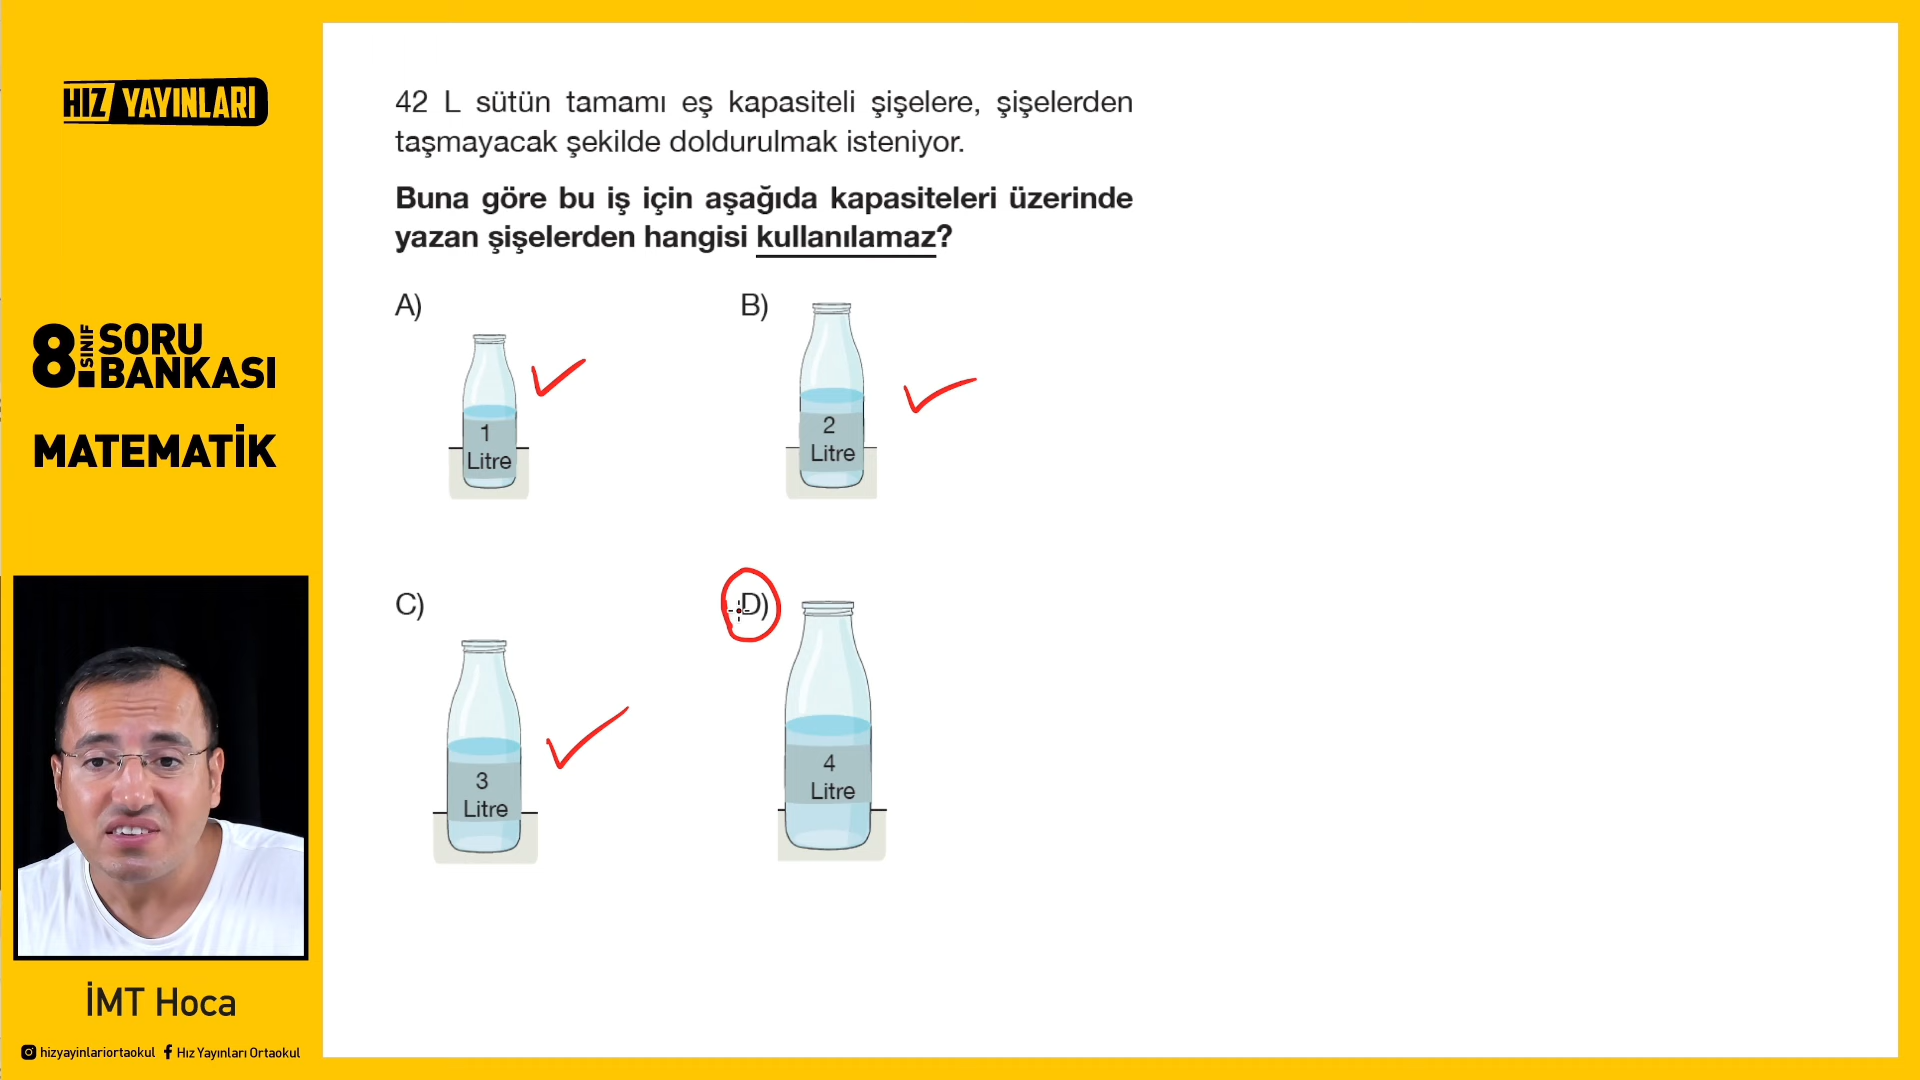 HIZ YAYINLARI
8. SINIF SORU BANKASI
MATEMATİK
42 L sütün tamamı eş kapasiteli şişelere, şişelerden
taşmayacak şekilde doldurulmak isteniyor.
Buna göre bu iş için aşağıda kapasiteleri üzerinde
yazan şişelerden hangisi kullanılamaz?
A)
1
Litre
B)
2
Litre
C)
3
Litre
D)
4
Litre
İMT Hoca
hizyayinlariortaokul Hız Yayınları Ortaokul